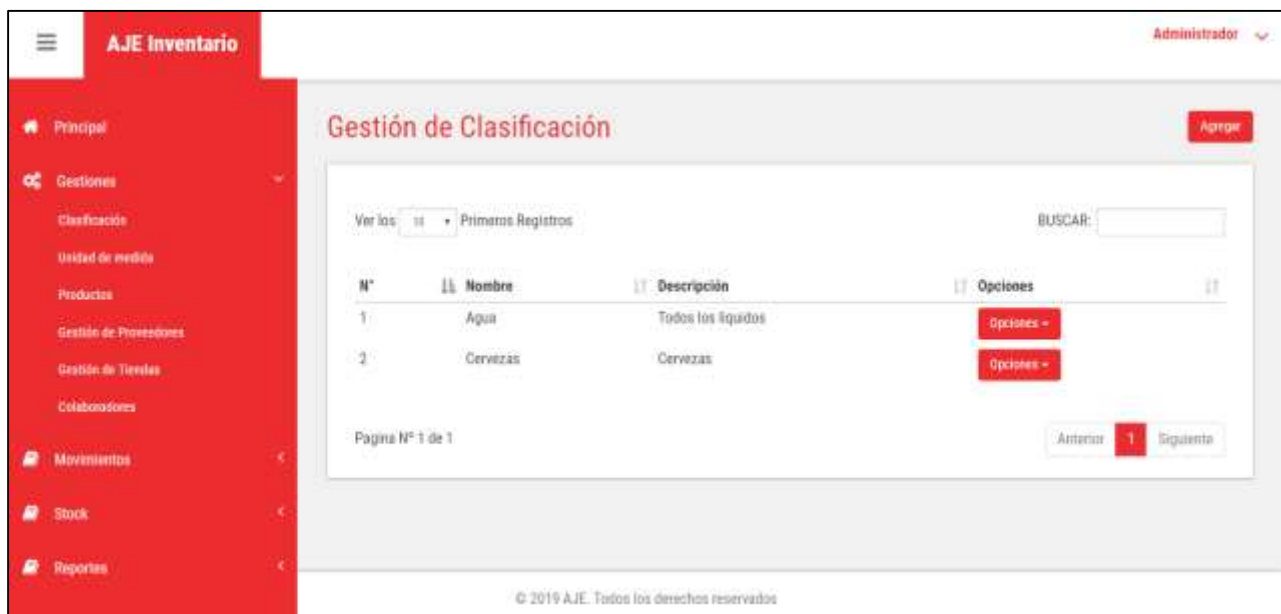 AJE Inventario
Administrador
Principal
Gestiones
Clasificación
Unidad de medida
Productos
Gestión de Proveedores
Gestión de Tiendas
Colaboradores
Movimientos
Stock
Reportes
Gestión de Clasificación
Agregar
Ver los 10 Primeros Registros
BUSCAR:
N° Nombre Descripción Opciones
1 Agua Todos los liquidos Opciones
2 Cervezas Cervezas Opciones
Pagina Nº 1 de 1
Anterior 1 Siguiente
© 2019 AJE. Todos los derechos reservados